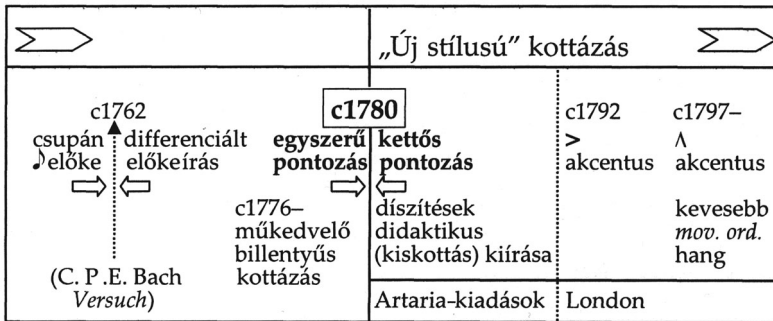 „Új stílusú” kottázás
c1762
csupán differenciált
♪előke előkeírás
(C. P .E. Bach
Versuch)
c1776–
műkedvelő
billentyűs
kottázás
c1780
egyszerű kettős
pontozás pontozás
díszítések
didaktikus
(kiskottás) kiírása
Artaria-kiadások
c1792
>
akcentus
London
c1797–
Λ
akcentus
kevesebb
mov. ord.
hang